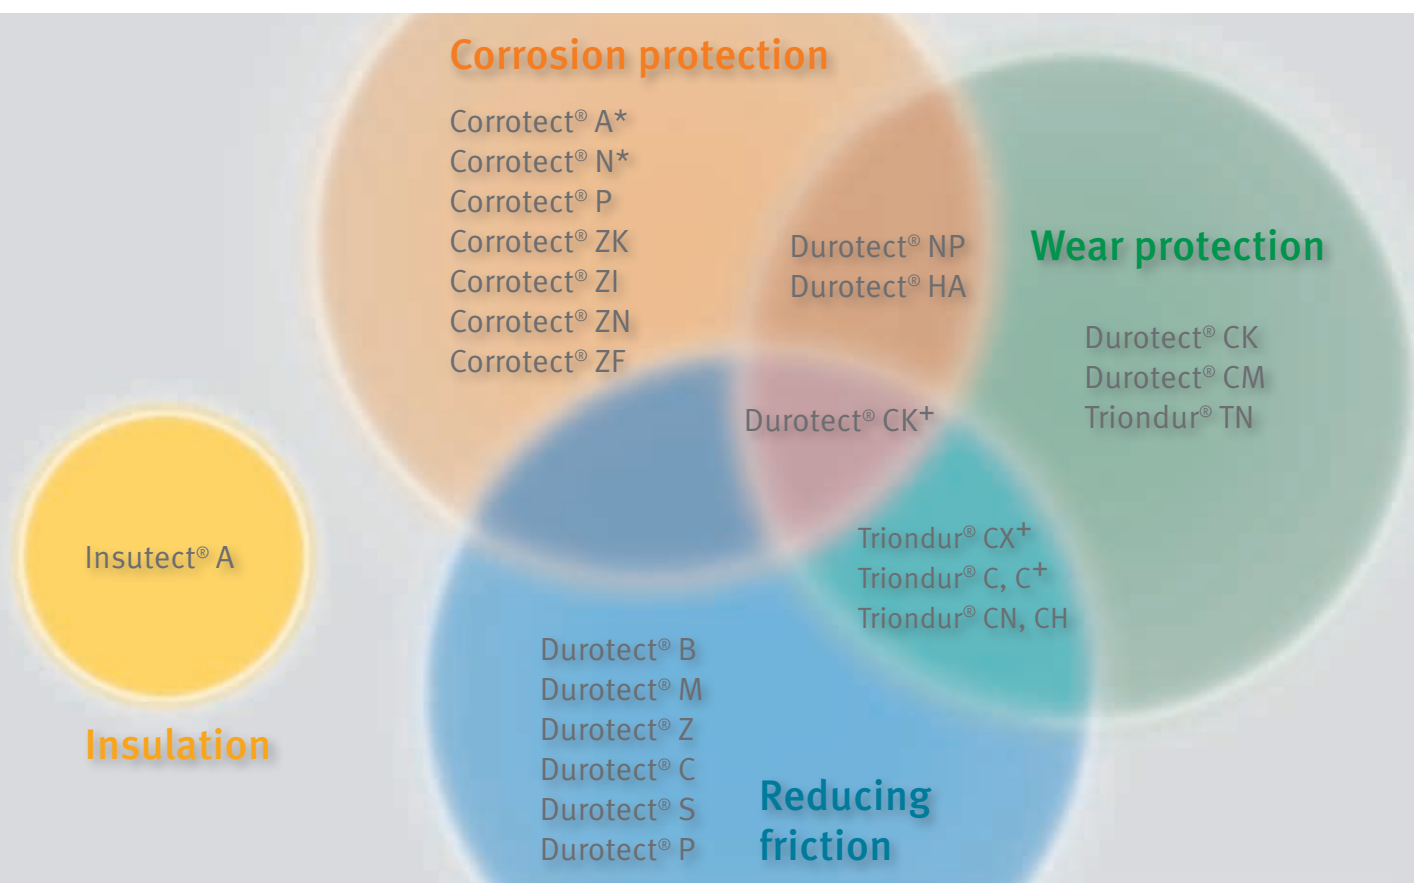 Corrosion protection
Corrotect® A*
Corrotect® N*
Corrotect® P
Corrotect® ZK
Corrotect® ZI
Corrotect® ZN
Corrotect® ZF
Durotect® NP
Durotect® HA
Wear protection
Durotect® CK
Durotect® CM
Triondur® TN
Durotect® CK+
Triondur® CX+
Triondur® C, C+
Triondur® CN, CH
Insutect® A
Insulation
Durotect® B
Durotect® M
Durotect® Z
Durotect® C
Durotect® S
Durotect® P
Reducing
friction